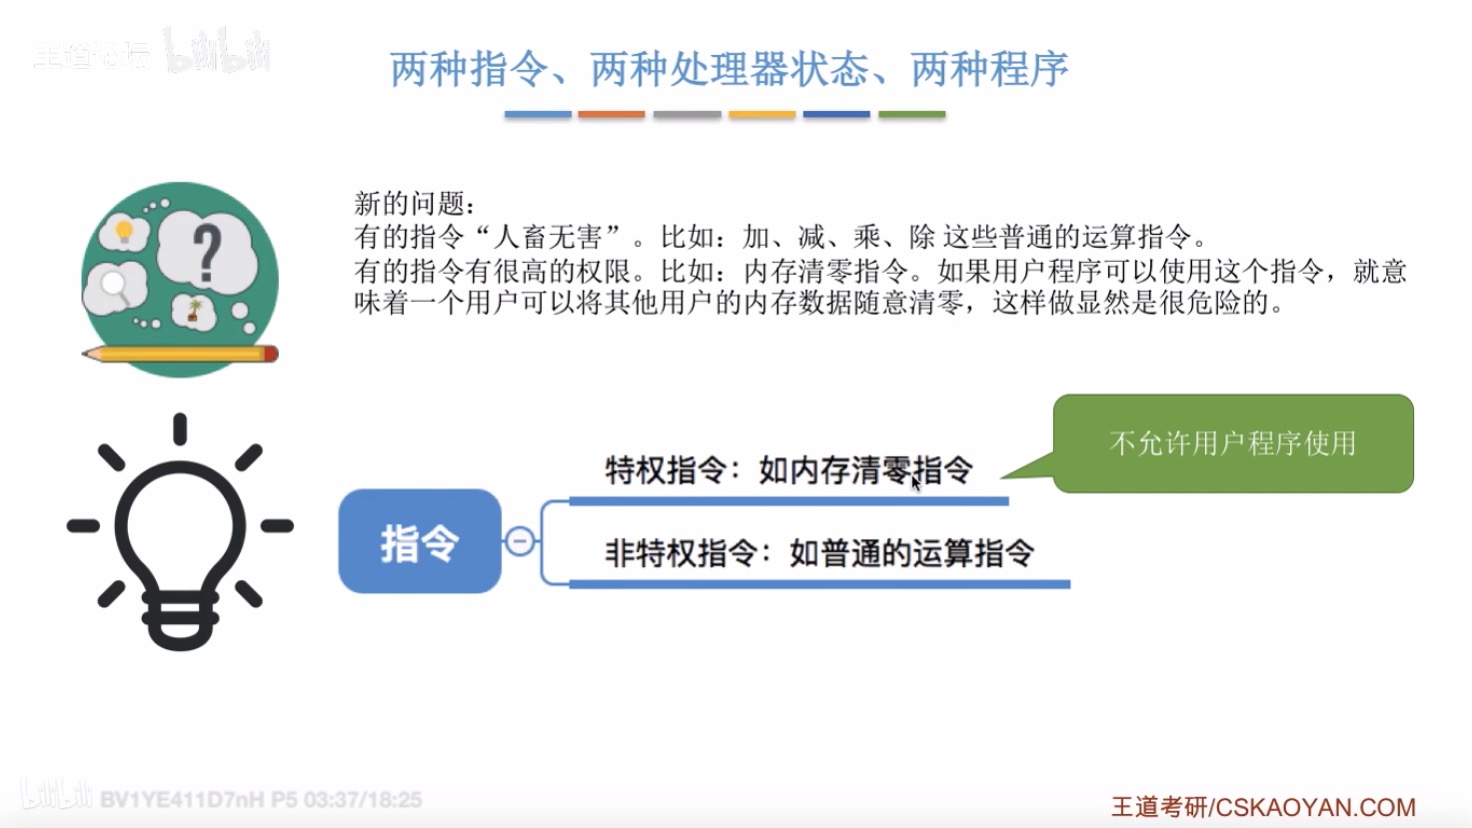 王道论坛 bilibili
两种指令、两种处理器状态、两种程序
新的问题：
有的指令“人畜无害”。比如：加、减、乘、除 这些普通的运算指令。
有的指令有很高的权限。比如：内存清零指令。如果用户程序可以使用这个指令，就意
味着一个用户可以将其他用户的内存数据随意清零，这样做显然是很危险的。
?
不允许用户程序使用
特权指令：如内存清零指令
指令
非特权指令：如普通的运算指令
bilibili BV1YE411D7nH P5 03:37/18:25
王道考研/CSKAOYAN.COM